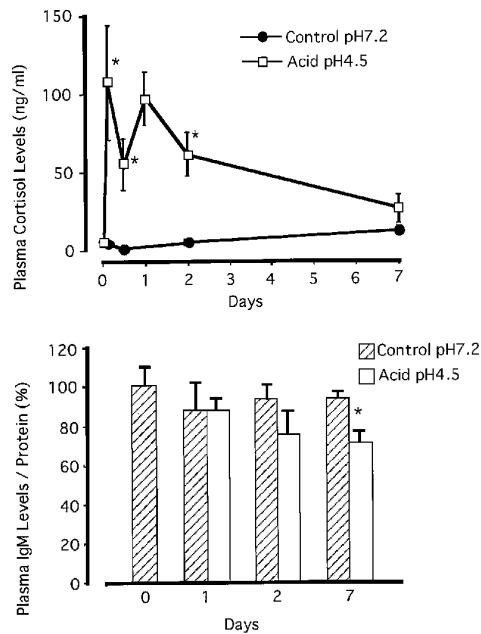 150
100
50
0
Plasma Cortisol Levels (ng/ml)
Control pH7.2
Acid pH4.5
*
*
*
0 1 2 3 4 5 6 7
Days
120
100
80
60
40
20
0
Plasma IgM Levels / Protein (%)
Control pH7.2
Acid pH4.5
*
0 1 2 7
Days